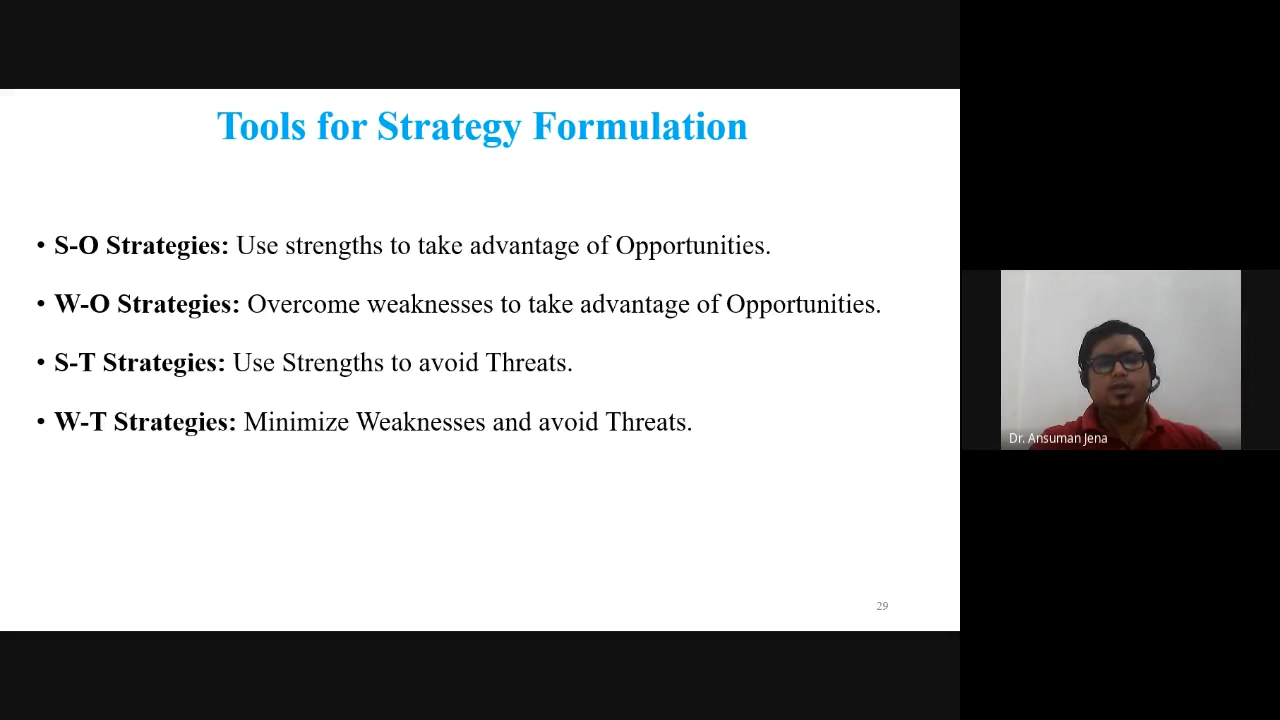 Tools for Strategy Formulation
• S-O Strategies: Use strengths to take advantage of Opportunities.
• W-O Strategies: Overcome weaknesses to take advantage of Opportunities.
• S-T Strategies: Use Strengths to avoid Threats.
• W-T Strategies: Minimize Weaknesses and avoid Threats.
29
Dr. Ansuman Jena